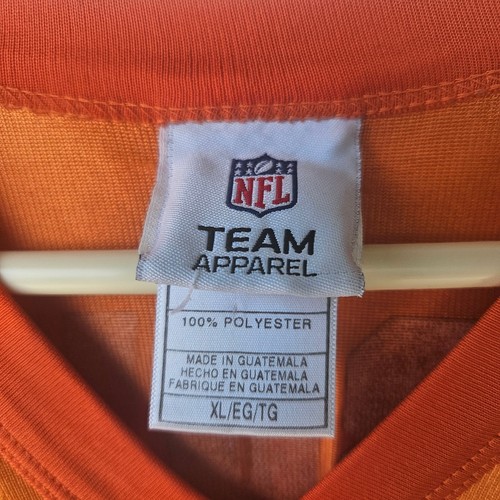 NFL
TEAM
APPAREL
100% POLYESTER
MADE IN GUATEMALA
HECHO EN GUATEMALA
FABRIQUE EN GUATEMALA
XL/EG/TG